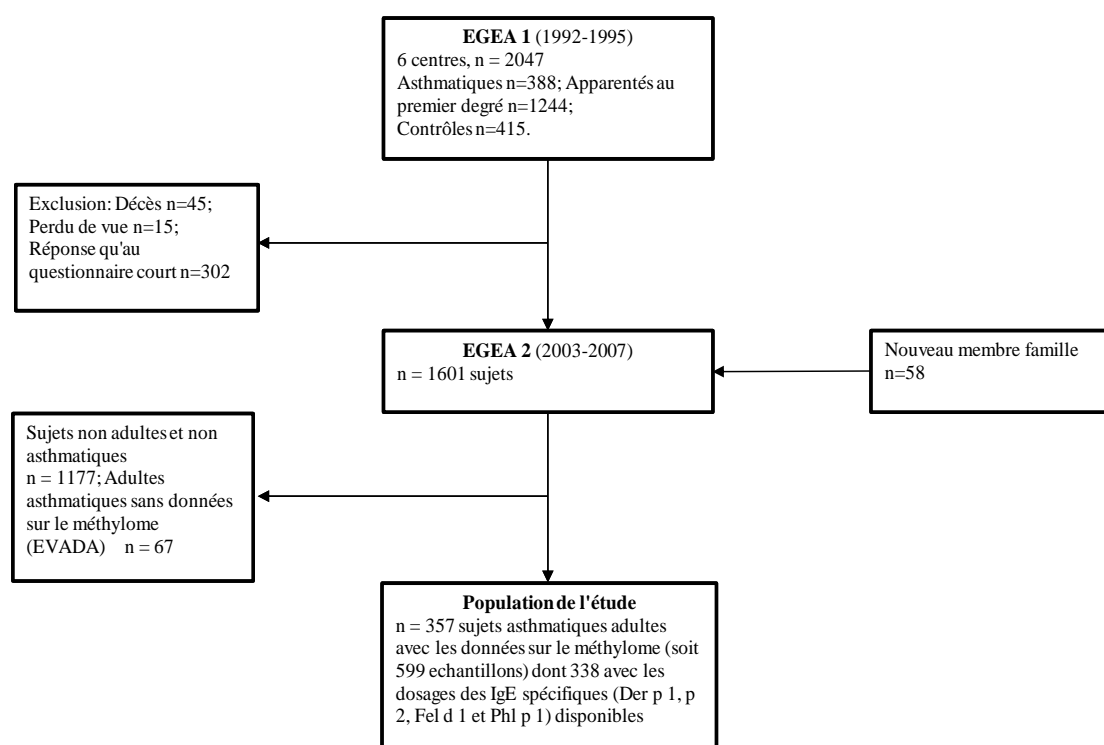 EGEA 1 (1992-1995)
6 centres, n = 2047
Asthmatiques n=388; Apparentés au
premier degré n=1244;
Contrôles n=415.
Exclusion: Décès n=45;
Perdu de vue n=15;
Réponse qu'au
questionnaire court n=302
EGEA 2 (2003-2007)
n = 1601 sujets
Nouveau membre famille
n=58
Sujets non adultes et non
asthmatiques
n = 1177; Adultes
asthmatiques sans données
sur le méthylome
(EVADA) n = 67
Population de l'étude
n = 357 sujets asthmatiques adultes
avec les données sur le méthylome (soit
599 echantillons) dont 338 avec les
dosages des IgE spécifiques (Der p 1, p
2, Fel d 1 et Phl p 1) disponibles